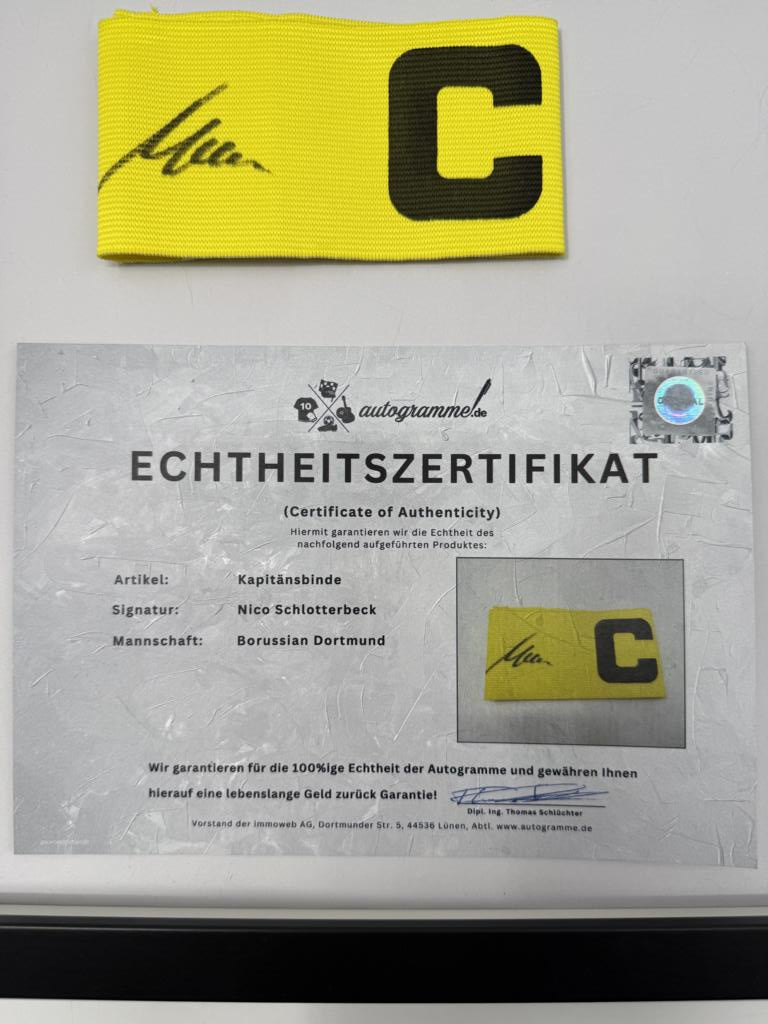 C
10
autogramme.de
ORIGINAL
ECHTHEITSZERTIFIKAT
(Certificate of Authenticity)
Hiermit garantieren wir die Echtheit des
nachfolgend aufgeführten Produktes:
Artikel: Kapitänsbinde
Signatur: Nico Schlotterbeck
Mannschaft: Borussian Dortmund
C
Wir garantieren für die 100%ige Echtheit der Autogramme und gewähren Ihnen
hierauf eine lebenslange Geld zurück Garantie!
Dipl. Ing. Thomas Schlüchter
Vorstand der immoweb AG, Dortmunder Str. 5, 44536 Lünen, Abtl. www.autogramme.de